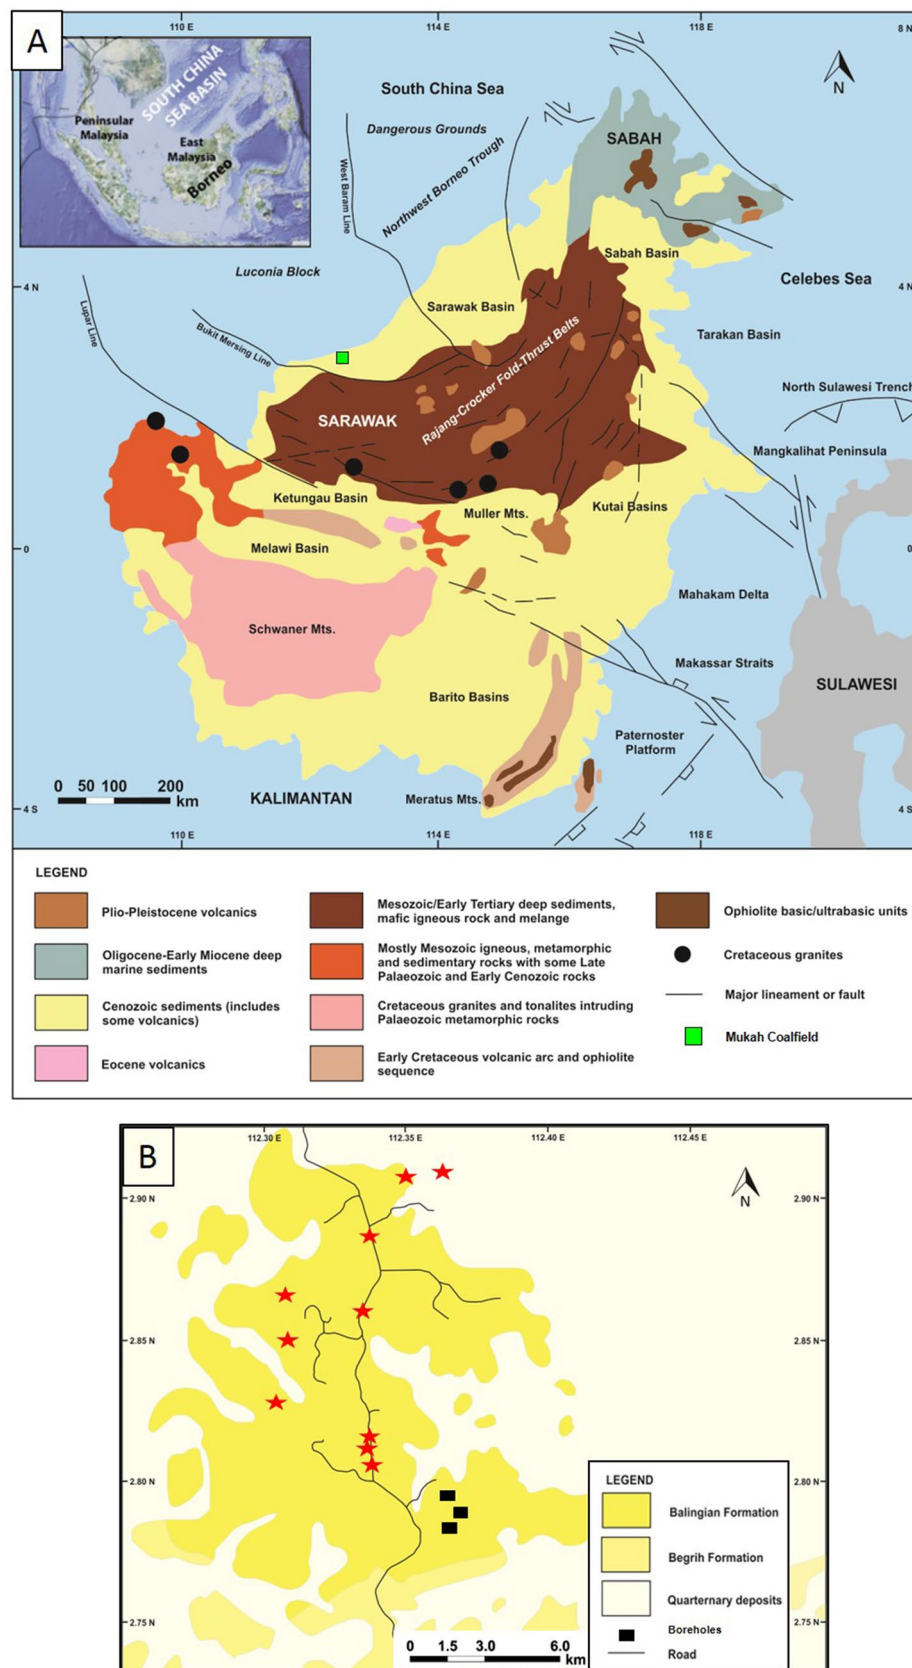 A
110 E
114 E
118 E
8 N
SOUTH CHINA
SEA BASIN
Peninsular
Malaysia
East
Malaysia
Borneo
South China Sea
Dangerous Grounds
Northwest Borneo Trough
West Baram Line
SABAH
N
Luconia Block
Sabah Basin
Celebes Sea
4 N
4 N
Sarawak Basin
Lupar Line
Bukit Mersing Line
Tarakan Basin
Rajang-Crocker Fold-Thrust Belts
North Sulawesi Trench
SARAWAK
Mangkalihat Peninsula
Ketungau Basin
Muller Mts.
Kutai Basins
0
Melawi Basin
0
Mahakam Delta
Schwaner Mts.
Makassar Straits
SULAWESI
Barito Basins
Paternoster
Platform
0 50 100 200
km
KALIMANTAN
Meratus Mts.
4 S
4 S
110 E
114 E
118 E
LEGEND
Plio-Pleistocene volcanics
Oligocene-Early Miocene deep
marine sediments
Cenozoic sediments (includes
some volcanics)
Eocene volcanics
Mesozoic/Early Tertiary deep sediments,
mafic igneous rock and melange
Mostly Mesozoic igneous, metamorphic
and sedimentary rocks with some Late
Palaeozoic and Early Cenozoic rocks
Cretaceous granites and tonalites intruding
Palaeozoic metamorphic rocks
Early Cretaceous volcanic arc and ophiolite
sequence
Ophiolite basic/ultrabasic units
Cretaceous granites
Major lineament or fault
Mukah Coalfield
B
112.30 E
112.35 E
112.40 E
112.45 E
N
2.90 N
2.90 N
2.85 N
2.85 N
2.80 N
2.80 N
2.75 N
2.75 N
LEGEND
Balingian Formation
Begrih Formation
Quarternary deposits
Boreholes
Road
0 1.5 3.0 6.0
km